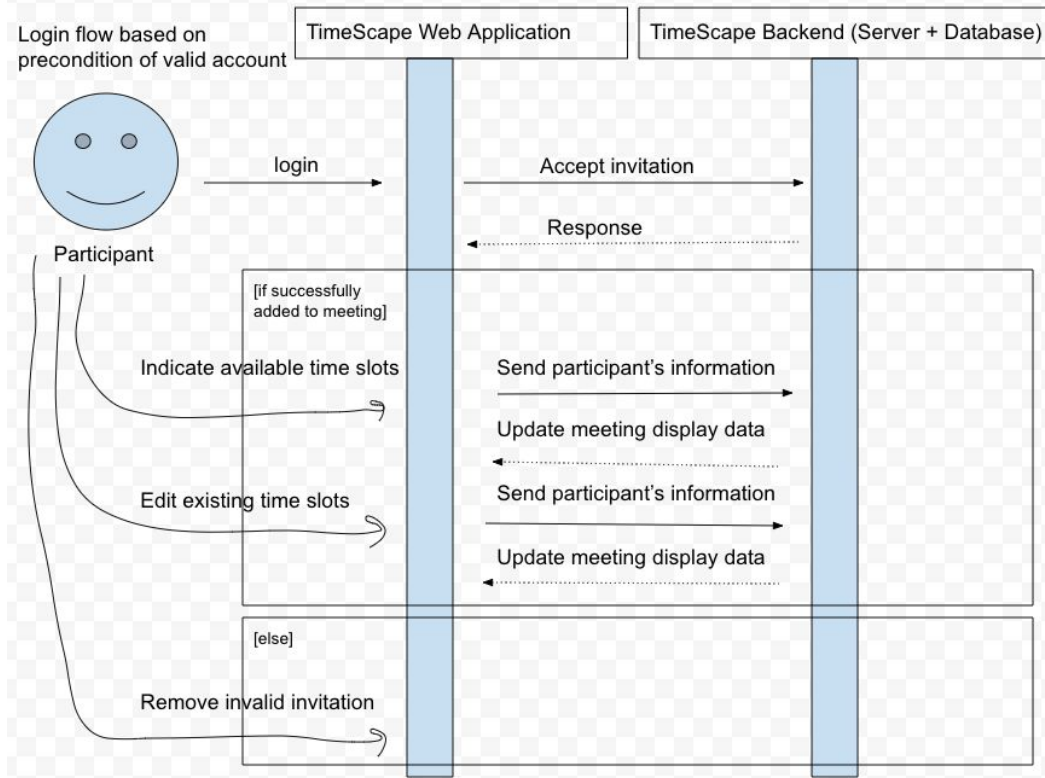 Login flow based on
precondition of valid account
TimeScape Web Application
TimeScape Backend (Server + Database)
login
Accept invitation
Response
Participant
[if successfully
added to meeting]
Indicate available time slots
Send participant's information
Update meeting display data
Edit existing time slots
Send participant's information
Update meeting display data
[else]
Remove invalid invitation